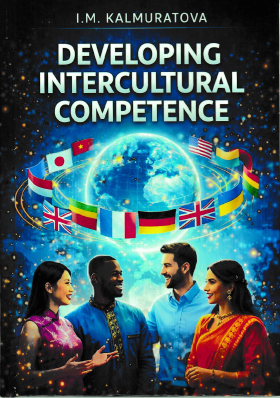 I.M. KALMURATOVA
DEVELOPING
INTERCULTURAL
COMPETENCE